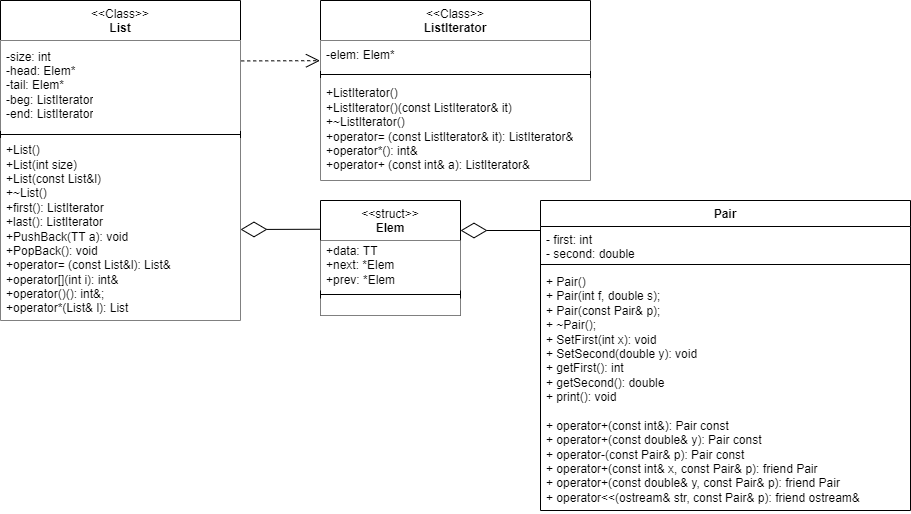 <<Class>>
List
-size: int
-head: Elem*
-tail: Elem*
-beg: ListIterator
-end: ListIterator
+List()
+List(int size)
+List(const List&l)
+~List()
+first(): ListIterator
+last(): ListIterator
+PushBack(TT a): void
+PopBack(): void
+operator= (const List&l): List&
+operator[](int i): int&
+operator()(): int&;
+operator*(List& l): List
<<Class>>
ListIterator
-elem: Elem*
+ListIterator()
+ListIterator()(const ListIterator& it)
+~ListIterator()
+operator= (const ListIterator& it): ListIterator&
+operator*(): int&
+operator+ (const int& a): ListIterator&
<<struct>>
Elem
+data: TT
+next: *Elem
+prev: *Elem
Pair
- first: int
- second: double
+ Pair()
+ Pair(int f, double s);
+ Pair(const Pair& p);
+ ~Pair();
+ SetFirst(int x): void
+ SetSecond(double y): void
+ getFirst(): int
+ getSecond(): double
+ print(): void
+ operator+(const int&): Pair const
+ operator+(const double& y): Pair const
+ operator-(const Pair& p): Pair const
+ operator+(const int& x, const Pair& p): friend Pair
+ operator+(const double& y, const Pair& p): friend Pair
+ operator<<(ostream& str, const Pair& p): friend ostream&